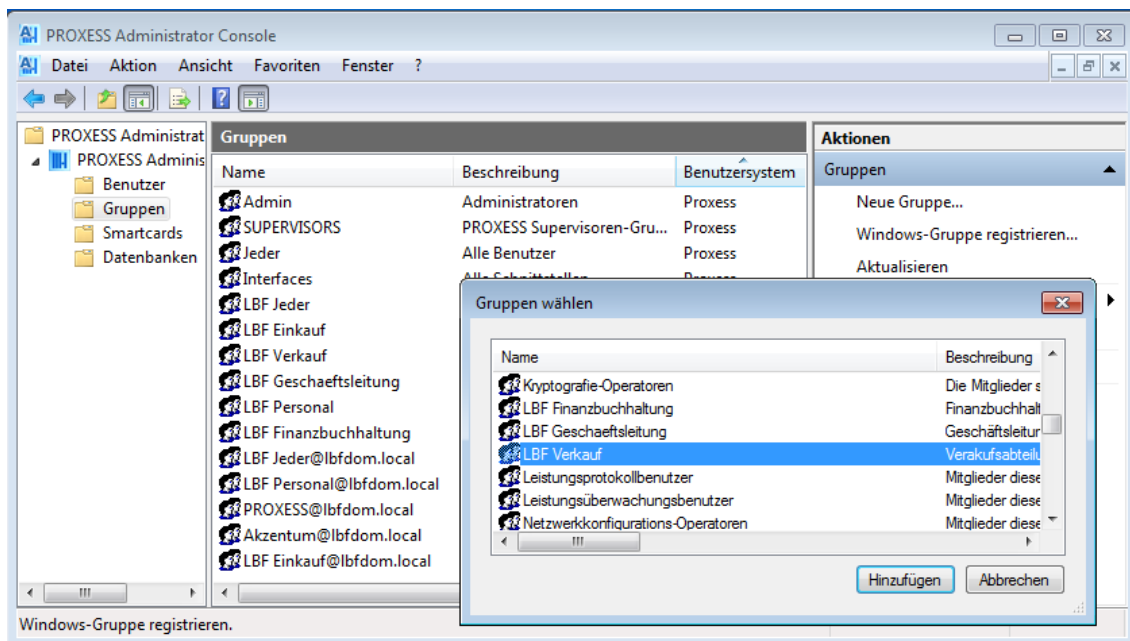 PROXESS Administrator Console
Datei Aktion Ansicht Favoriten Fenster ?
PROXESS Administrat
PROXESS Adminis
Benutzer
Gruppen
Smartcards
Datenbanken
Gruppen
Name Beschreibung Benutzersystem
Admin Administratoren Proxess
SUPERVISORS PROXESS Supervisoren-Gru... Proxess
Jeder Alle Benutzer Proxess
Interfaces Alle Schnittstellen Proxess
LBF Jeder
LBF Einkauf
LBF Verkauf
LBF Geschaeftsleitung
LBF Personal
LBF Finanzbuchhaltung
LBF Jeder@lbfdom.local
LBF Personal@lbfdom.local
PROXESS@lbfdom.local
Akzentum@lbfdom.local
LBF Einkauf@lbfdom.local
Aktionen
Gruppen
Neue Gruppe...
Windows-Gruppe registrieren...
Aktualisieren
Gruppen wählen
Name Beschreibung
Kryptografie-Operatoren Die Mitglieder s
LBF Finanzbuchhaltung Finanzbuchhalt
LBF Geschaeftsleitung Geschäftsleitur
LBF Verkauf Verakufsabteilu
Leistungsprotokollbenutzer Mitglieder diese
Leistungsüberwachungsbenutzer Mitglieder diese
Netzwerkkonfigurations-Operatoren Mitglieder diese
Hinzufügen Abbrechen
Windows-Gruppe registrieren.